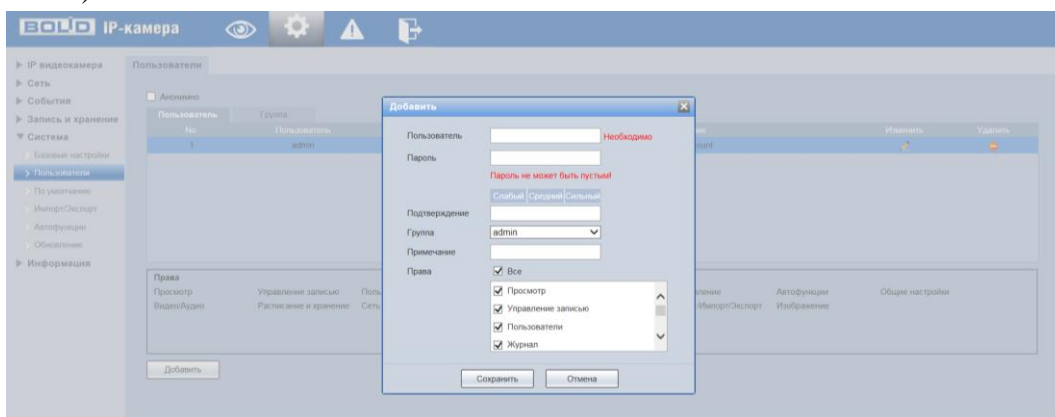 BOLID IP-камера
IP видеокамера
Сеть
События
Запись и хранение
Система
Базовые настройки
Пользователи
По умолчанию
Импорт/Экспорт
Автофункции
Обновление
Информация
Пользователи
Анонимно
Пользователь Группа
No. Пользователь Изменить Удалить
1 admin
Права
Просмотр Управление записью Автофункции Общие настройки
Видео/Аудио Расписание и хранение Сеть Импорт/Экспорт Изображение
Добавить
Добавить
Пользователь Необходимо
Пароль
Пароль не может быть пустым!
Слабый Средний Сильный
Подтверждение
Группа admin
Примечание
Права Все
Просмотр
Управление записью
Пользователи
Журнал
Сохранить Отмена